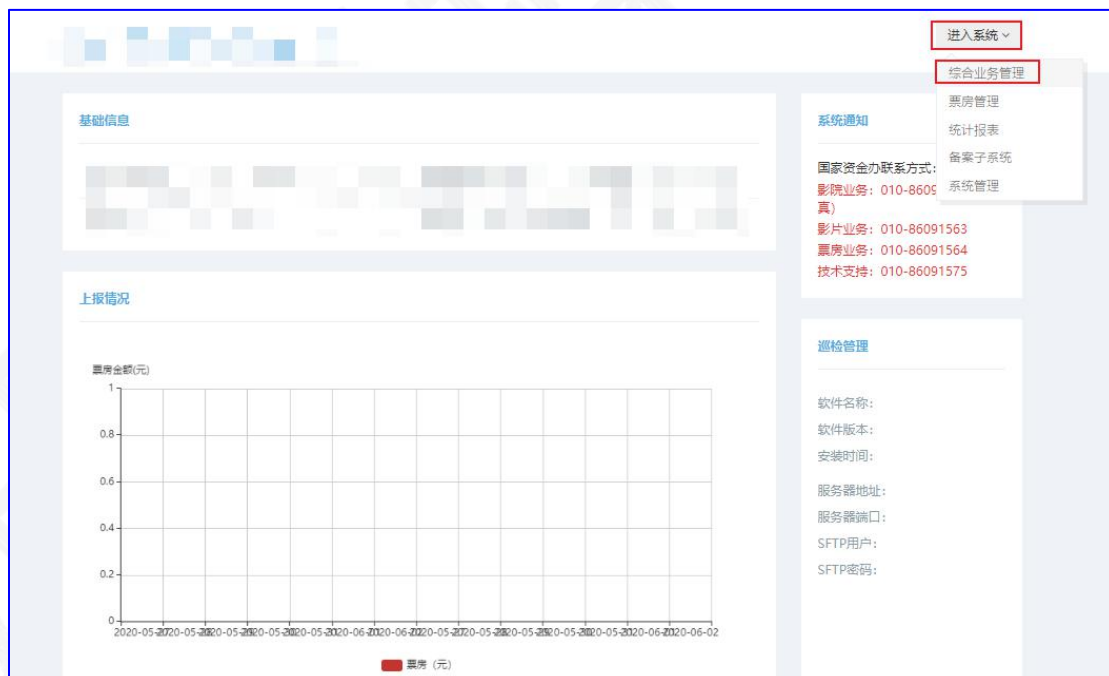 进入系统
综合业务管理
票房管理
统计报表
备案子系统
系统管理
基础信息
系统通知
国家资金办联系方式:
影院业务: 010-8609
真)
影片业务: 010-86091563
票房业务: 010-86091564
技术支持: 010-86091575
上报情况
票房金额(元)
1
0.8
0.6
0.4
0.2
0
2020-06-02
票房 (元)
巡检管理
软件名称:
软件版本:
安装时间:
服务器地址:
服务器端口:
SFTP用户:
SFTP密码: